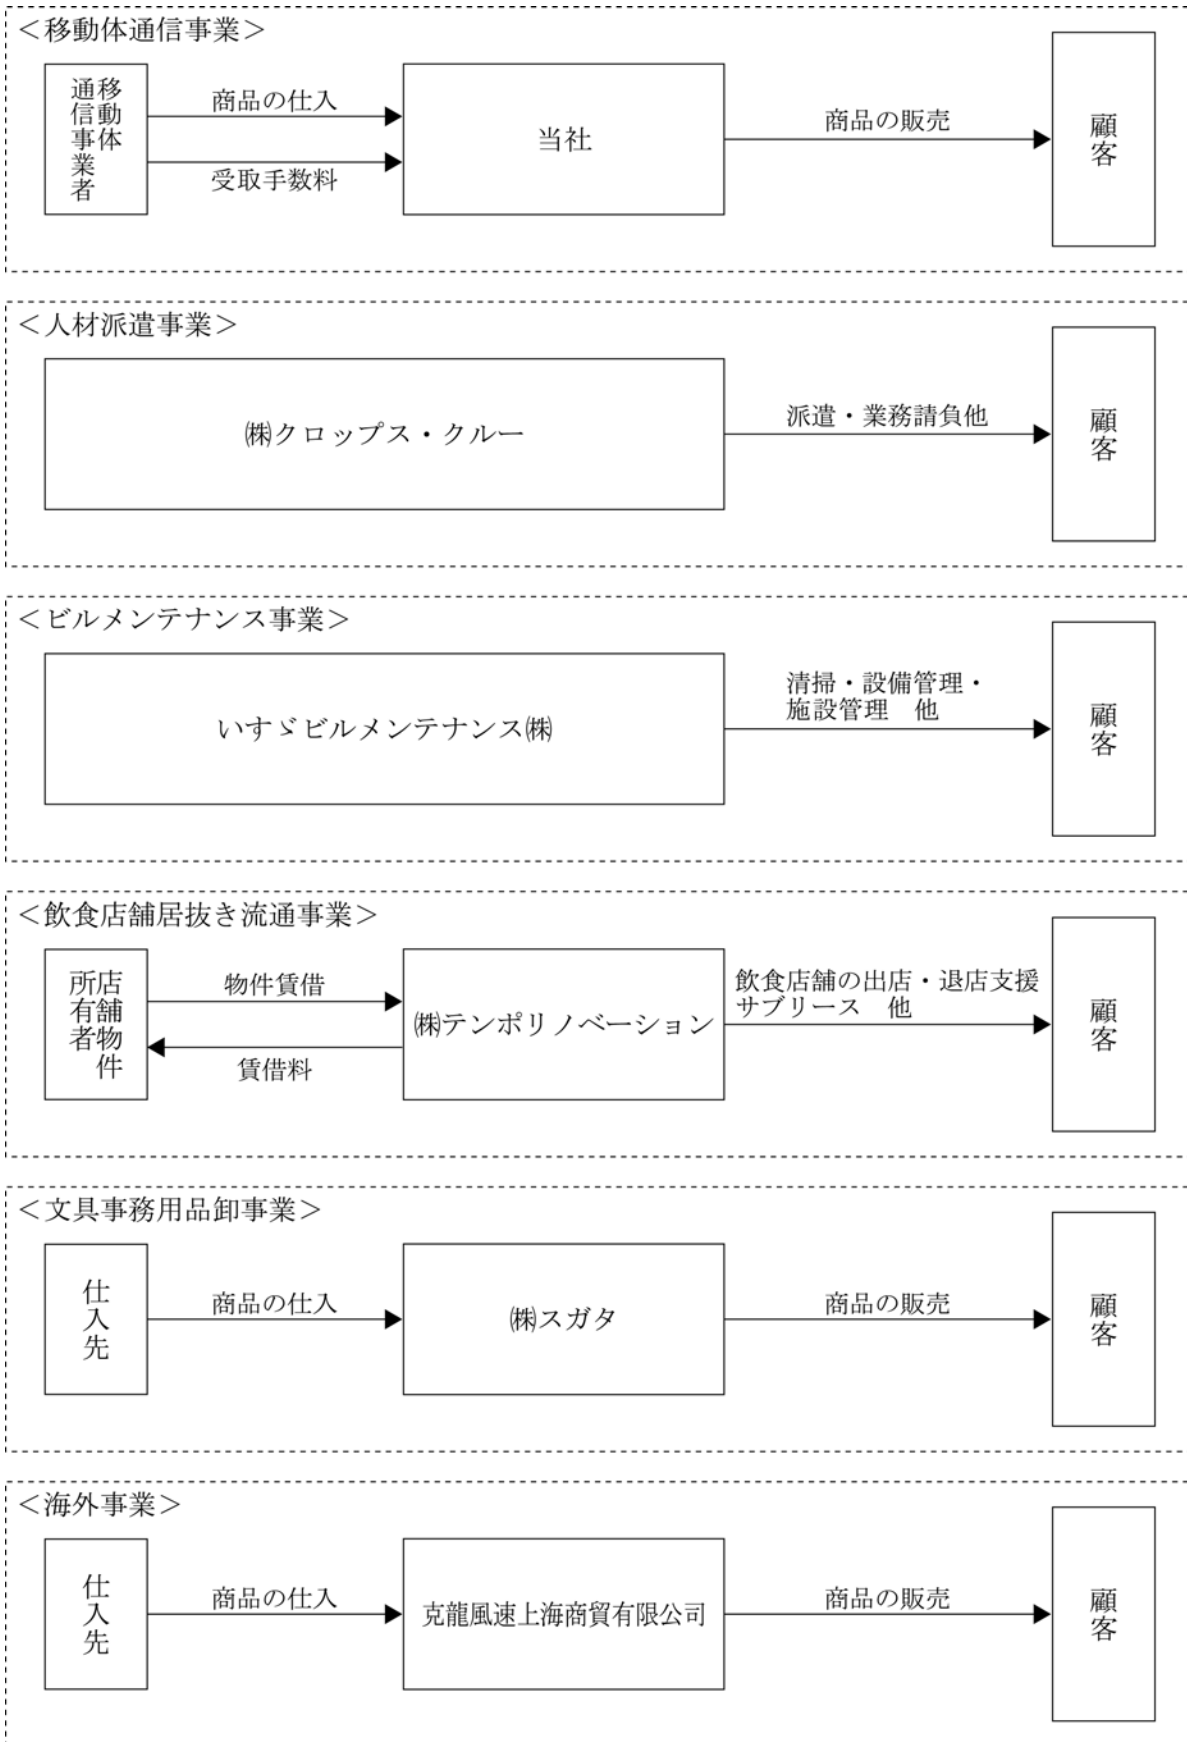 ＜移動体通信事業＞
移動体
通信事業者
商品の仕入
受取手数料
当社
商品の販売
顧客
＜人材派遣事業＞
㈱クロップス・クルー
派遣・業務請負他
顧客
＜ビルメンテナンス事業＞
いすゞビルメンテナンス㈱
清掃・設備管理・
施設管理　他
顧客
＜飲食店舗居抜き流通事業＞
店舗物件
所有者
物件賃借
賃借料
㈱テンポリノベーション
飲食店舗の出店・退店支援
サブリース　他
顧客
＜文具事務用品卸事業＞
仕入先
商品の仕入
㈱スガタ
商品の販売
顧客
＜海外事業＞
仕入先
商品の仕入
克龍風速上海商貿有限公司
商品の販売
顧客